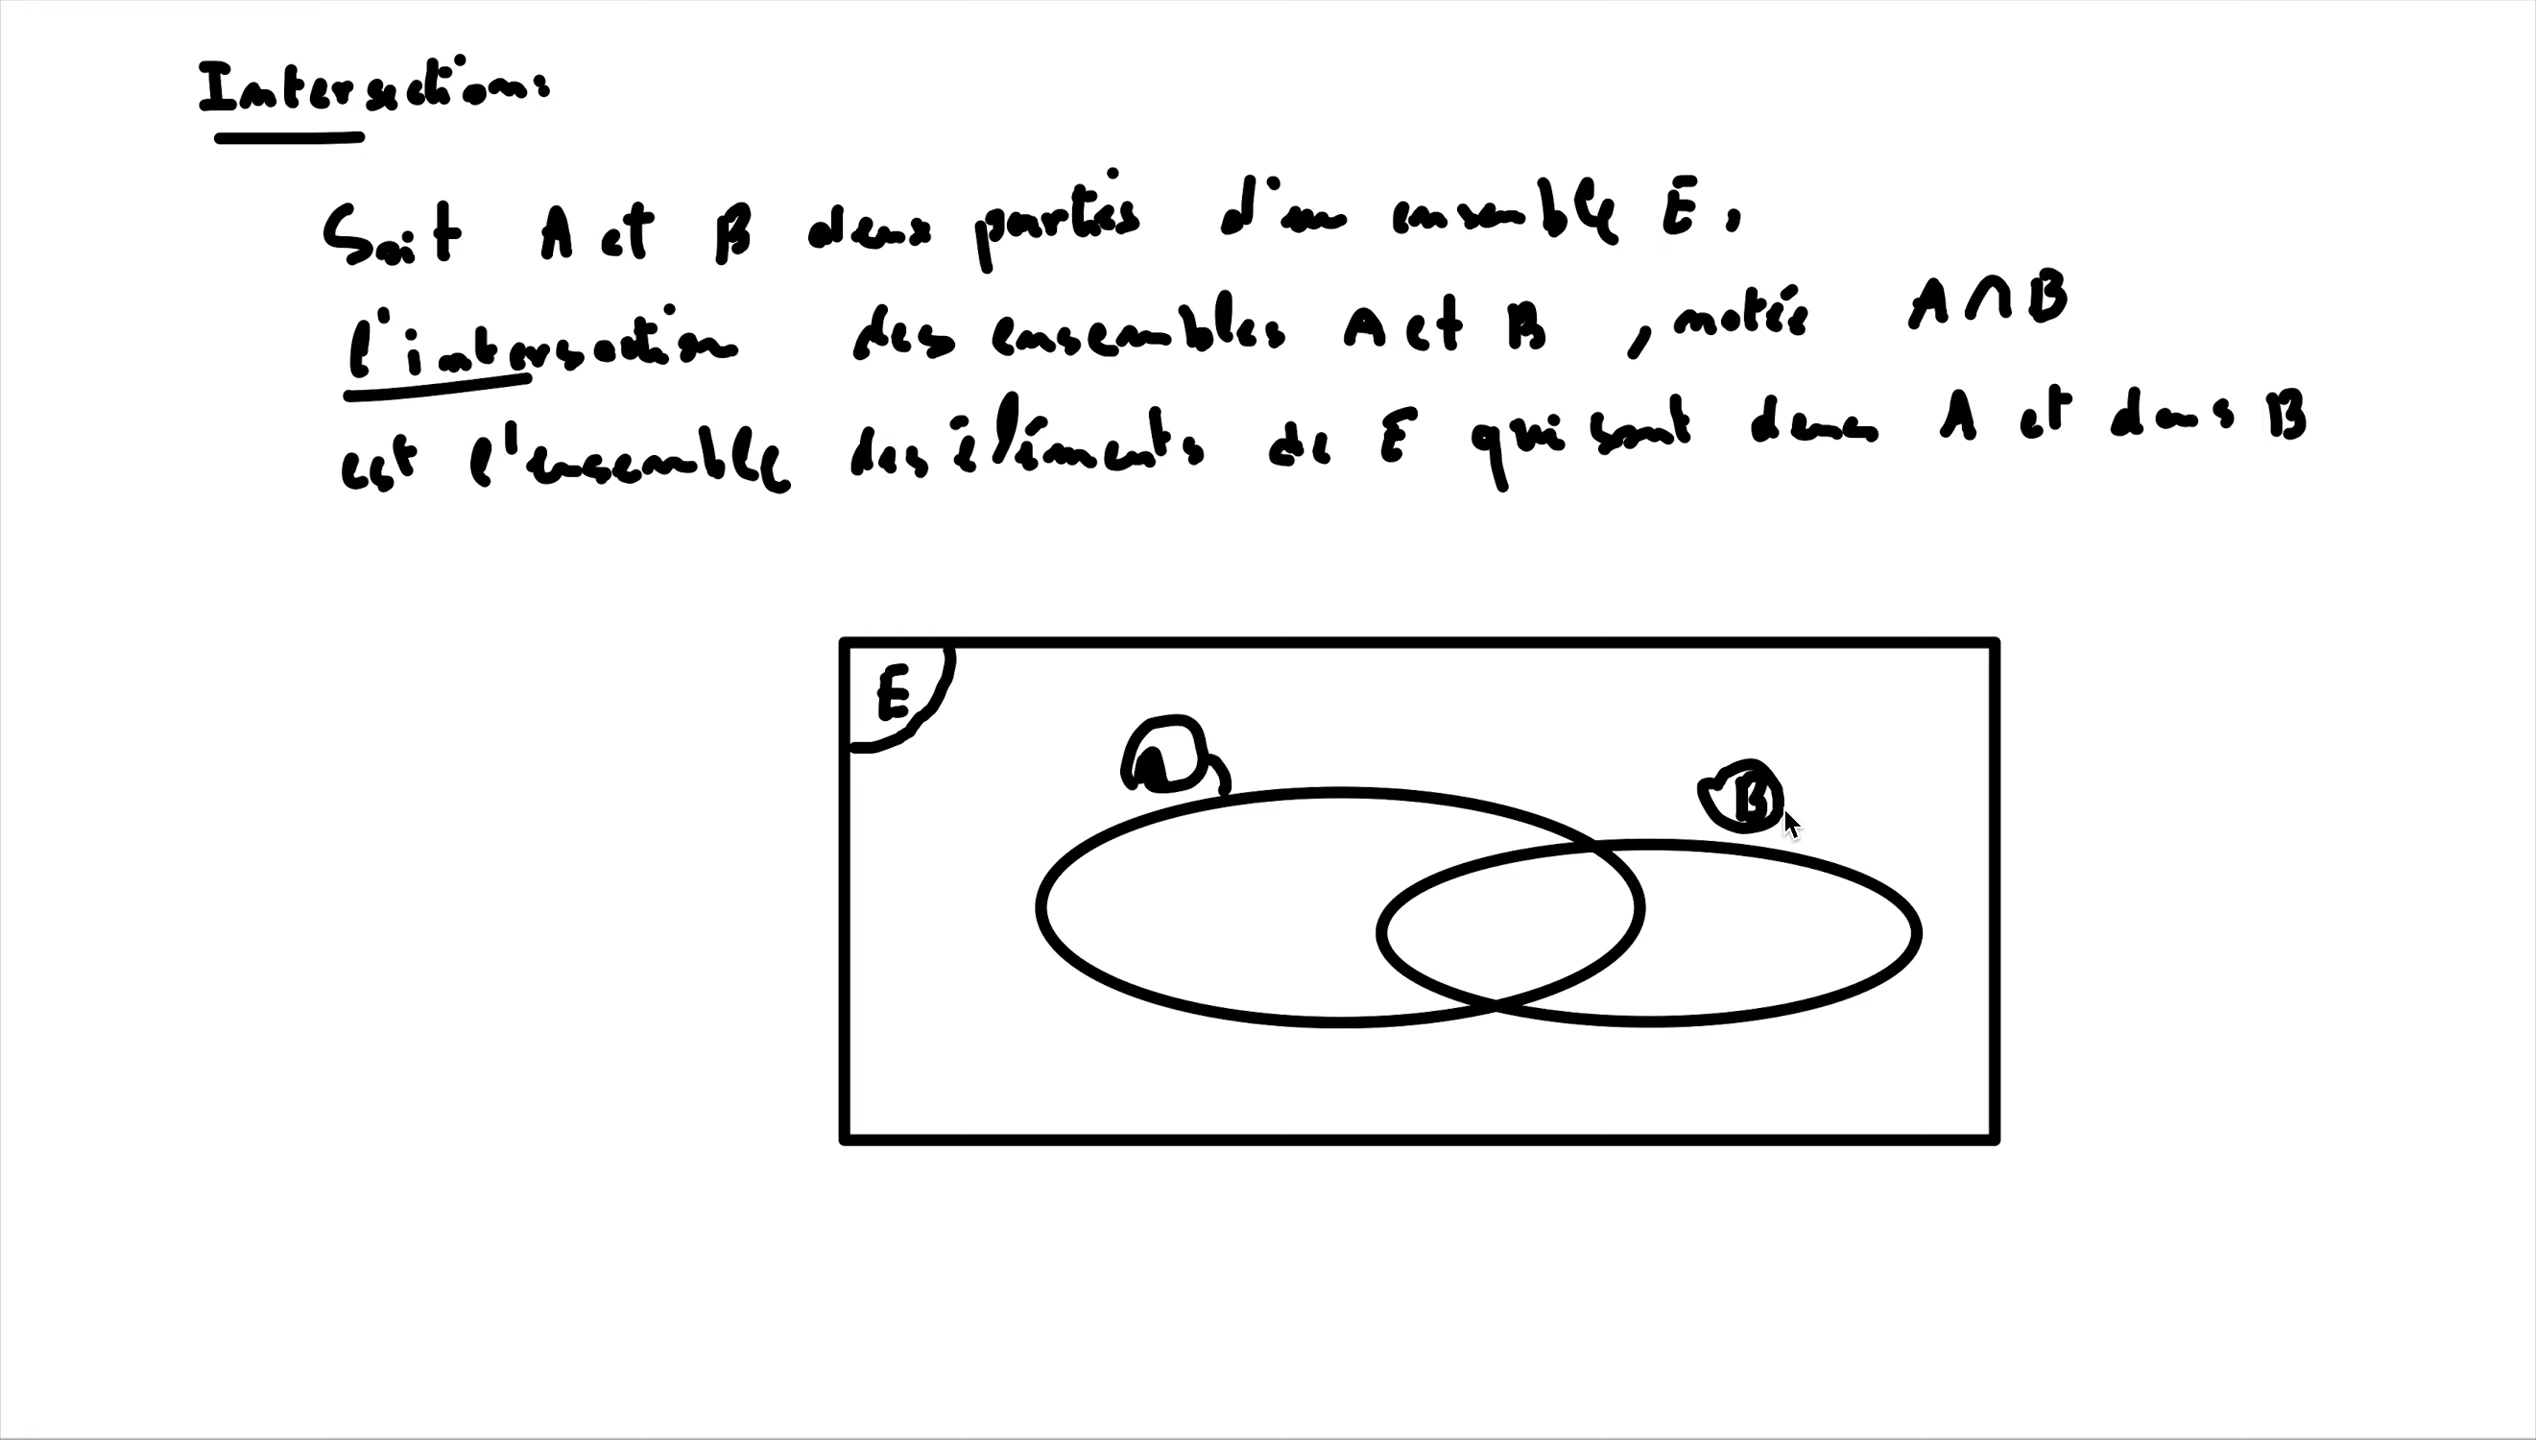 Intersection:
Soit A et B deux parties d'un ensemble E,
l'intersection des ensembles A et B, notée A∩B
est l'ensemble des éléments de E qui sont dans A et dans B
E
A
B